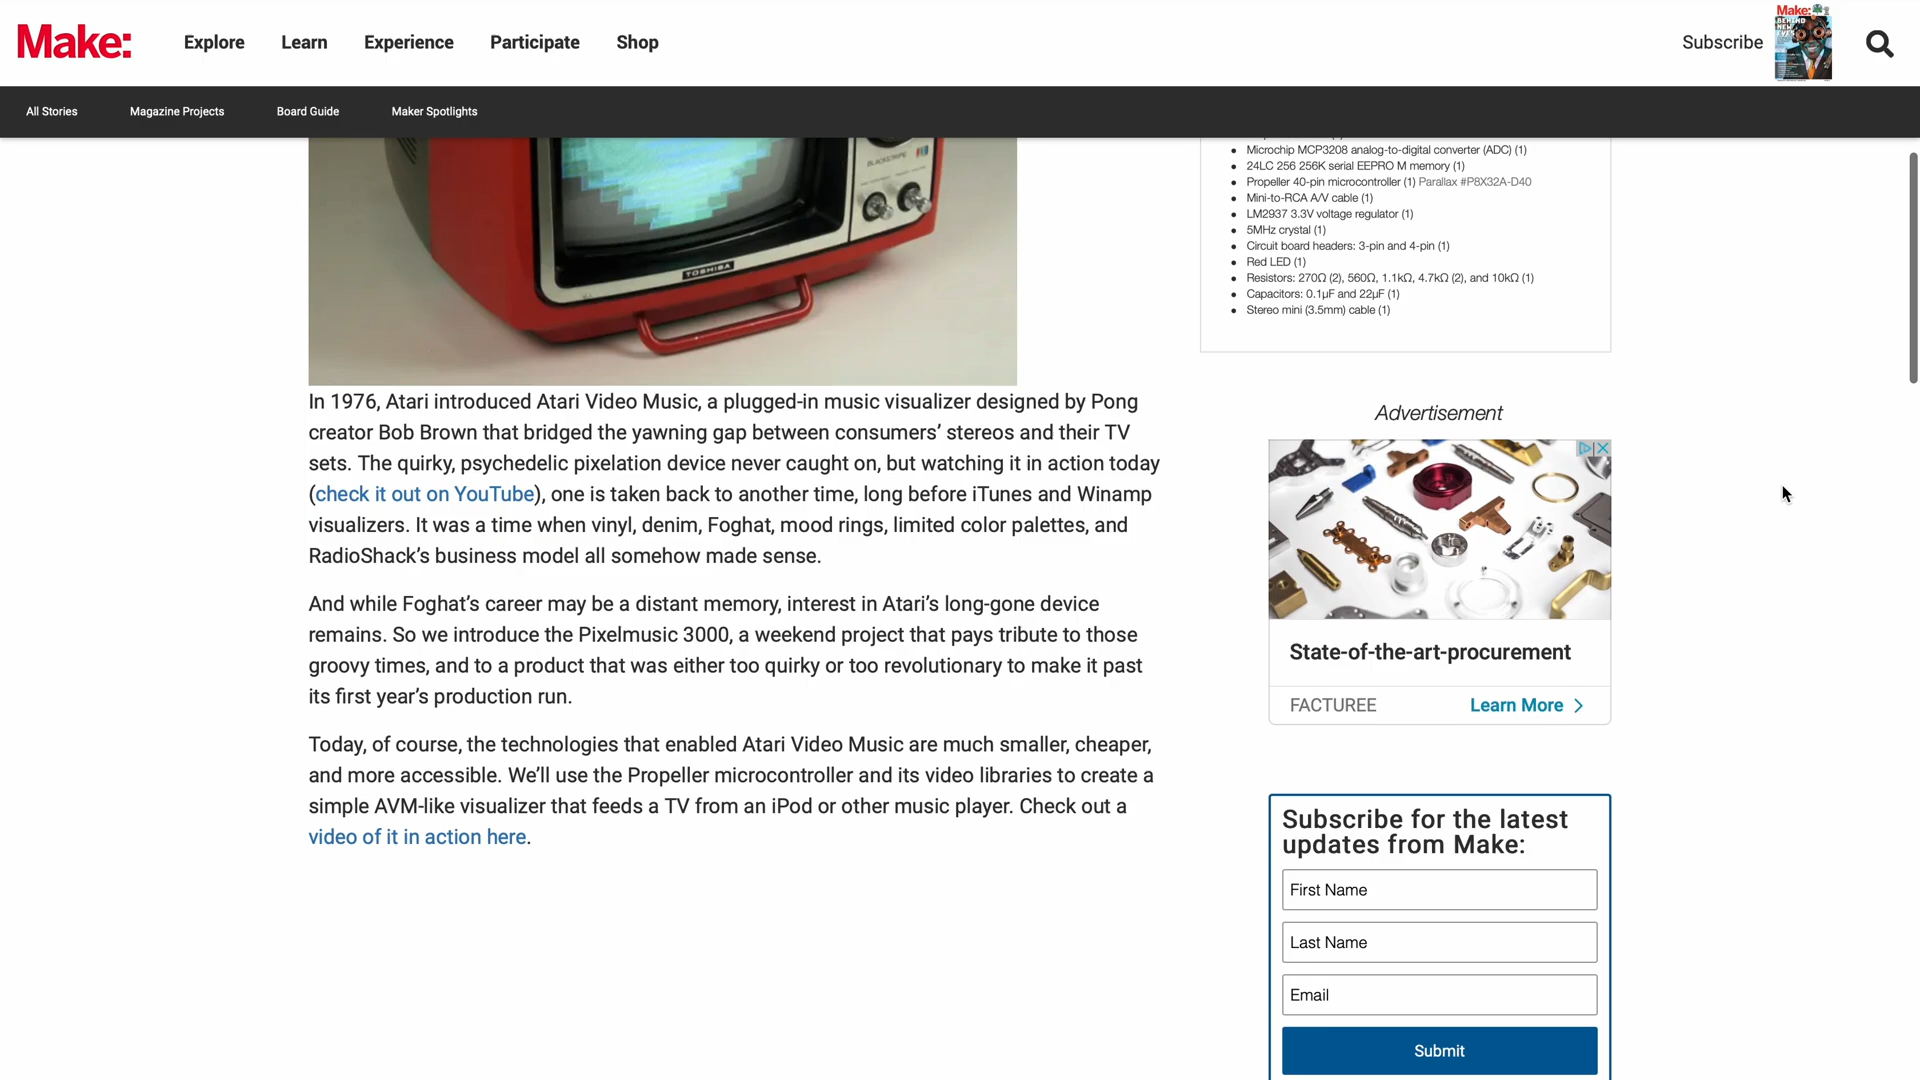 Make:
Explore
Learn
Experience
Participate
Shop
Subscribe
Make:
All Stories
Magazine Projects
Board Guide
Maker Spotlights
BLACKSTRIPE
TOSHIBA
Microchip MCP3208 analog-to-digital converter (ADC) (1)
24LC 256 256K serial EEPRO M memory (1)
Propeller 40-pin microcontroller (1) Parallax #P8X32A-D40
Mini-to-RCA A/V cable (1)
LM2937 3.3V voltage regulator (1)
5MHz crystal (1)
Circuit board headers: 3-pin and 4-pin (1)
Red LED (1)
Resistors: 270Ω (2), 560Ω, 1.1kΩ, 4.7kΩ (2), and 10kΩ (1)
Capacitors: 0.1µF and 22µF (1)
Stereo mini (3.5mm) cable (1)
In 1976, Atari introduced Atari Video Music, a plugged-in music visualizer designed by Pong
creator Bob Brown that bridged the yawning gap between consumers’ stereos and their TV
sets. The quirky, psychedelic pixelation device never caught on, but watching it in action today
(check it out on YouTube), one is taken back to another time, long before iTunes and Winamp
visualizers. It was a time when vinyl, denim, Foghat, mood rings, limited color palettes, and
RadioShack’s business model all somehow made sense.
And while Foghat’s career may be a distant memory, interest in Atari’s long-gone device
remains. So we introduce the Pixelmusic 3000, a weekend project that pays tribute to those
groovy times, and to a product that was either too quirky or too revolutionary to make it past
its first year’s production run.
Today, of course, the technologies that enabled Atari Video Music are much smaller, cheaper,
and more accessible. We’ll use the Propeller microcontroller and its video libraries to create a
simple AVM-like visualizer that feeds a TV from an iPod or other music player. Check out a
video of it in action here.
Advertisement
State-of-the-art-procurement
FACTUREE
Learn More
Subscribe for the latest
updates from Make:
First Name
Last Name
Email
Submit